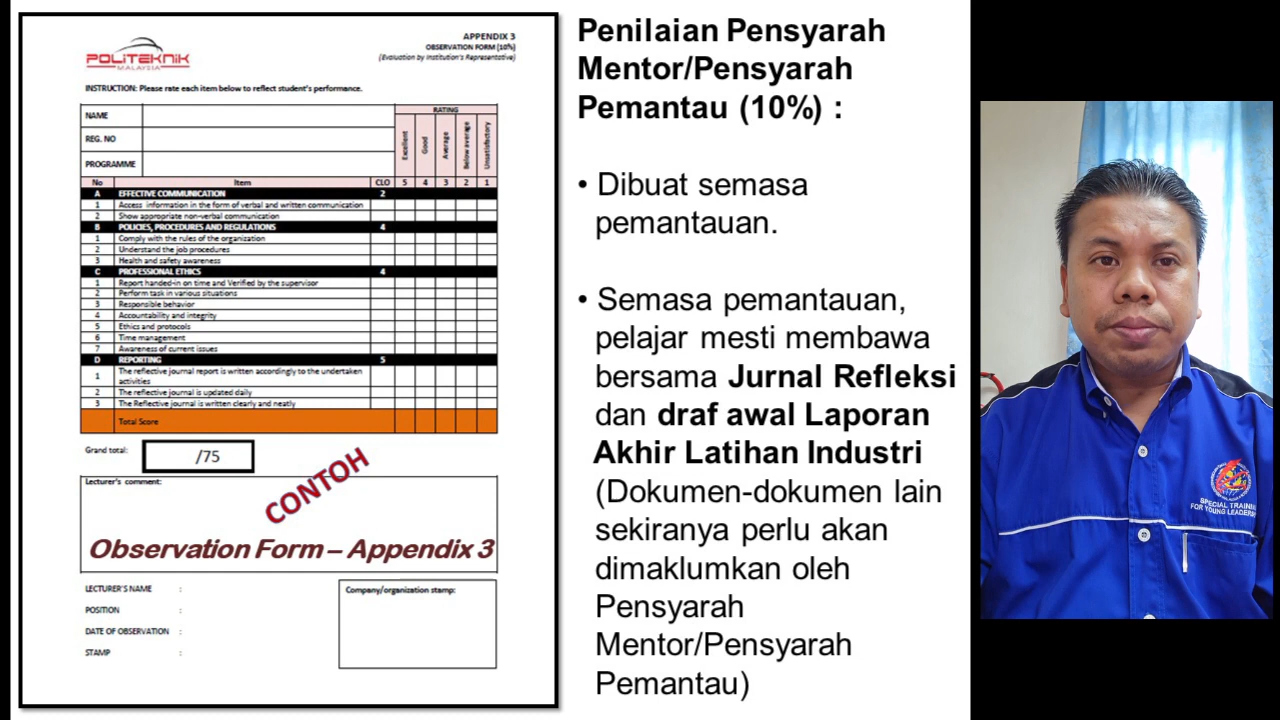 POLITEKNIK
MALAYSIA
APPENDIX 3
OBSERVATION FORM (10%)
(Evaluation by Institution's Representative)
INSTRUCTION: Please rate each item below to reflect student's performance.
NAME
REG. NO
PROGRAMME
RATING
Excellent
Good
Average
Below average
Unsatisfactory
No Item CLO 5 4 3 2 1
A EFFECTIVE COMMUNICATION 2
1 Access information in the form of verbal and written communication
2 Show appropriate non-verbal communication
B POLICIES, PROCEDURES AND REGULATIONS 4
1 Comply with the rules of the organization
2 Understand the job procedures
3 Health and safety awareness
C PROFESSIONAL ETHICS 4
1 Report handed-in on time and Verified by the supervisor
2 Perform task in various situations
3 Responsible behavior
4 Accountability and integrity
5 Ethics and protocols
6 Time management
7 Awareness of current issues
D REPORTING 5
1 The reflective journal report is written accordingly to the undertaken
activities
2 The reflective journal is updated daily
3 The Reflective journal is written clearly and neatly
Total Score
Grand total: /75
CONTOH
Lecturer's comment:
Observation Form – Appendix 3
LECTURER'S NAME :
POSITION :
DATE OF OBSERVATION :
STAMP :
Company/organization stamp:
Penilaian Pensyarah
Mentor/Pensyarah
Pemantau (10%) :
• Dibuat semasa
pemantauan.
• Semasa pemantauan,
pelajar mesti membawa
bersama Jurnal Refleksi
dan draf awal Laporan
Akhir Latihan Industri
(Dokumen-dokumen lain
sekiranya perlu akan
dimaklumkan oleh
Pensyarah
Mentor/Pensyarah
Pemantau)
SPECIAL TRAINING
FOR YOUNG LEADERS